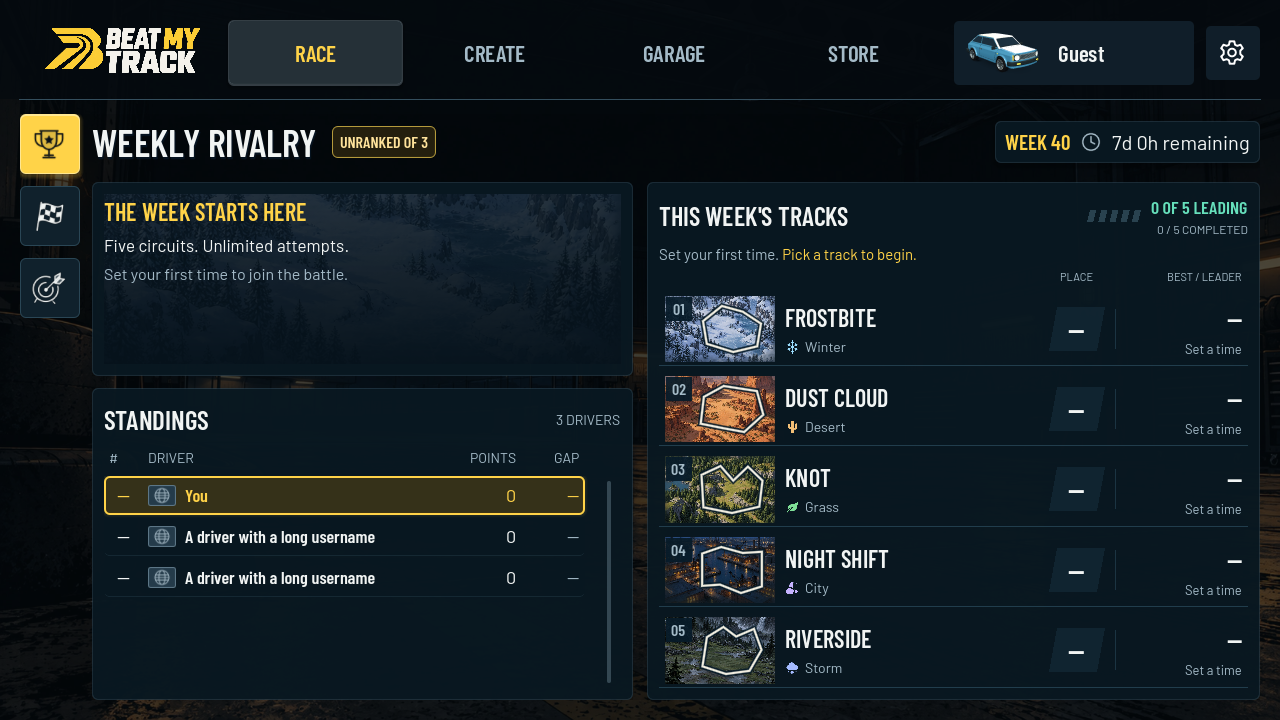 BEAT MY TRACK
RACE
CREATE
GARAGE
STORE
Guest
WEEKLY RIVALRY
UNRANKED OF 3
WEEK 40
7d 0h remaining
THE WEEK STARTS HERE
Five circuits. Unlimited attempts.
Set your first time to join the battle.
STANDINGS
3 DRIVERS
# DRIVER POINTS GAP
— You 0 —
— A driver with a long username 0 —
— A driver with a long username 0 —
THIS WEEK'S TRACKS
0 OF 5 LEADING
0 / 5 COMPLETED
Set your first time. Pick a track to begin.
PLACE BEST / LEADER
01 FROSTBITE — —
Winter Set a time
02 DUST CLOUD — —
Desert Set a time
03 KNOT — —
Grass Set a time
04 NIGHT SHIFT — —
City Set a time
05 RIVERSIDE — —
Storm Set a time